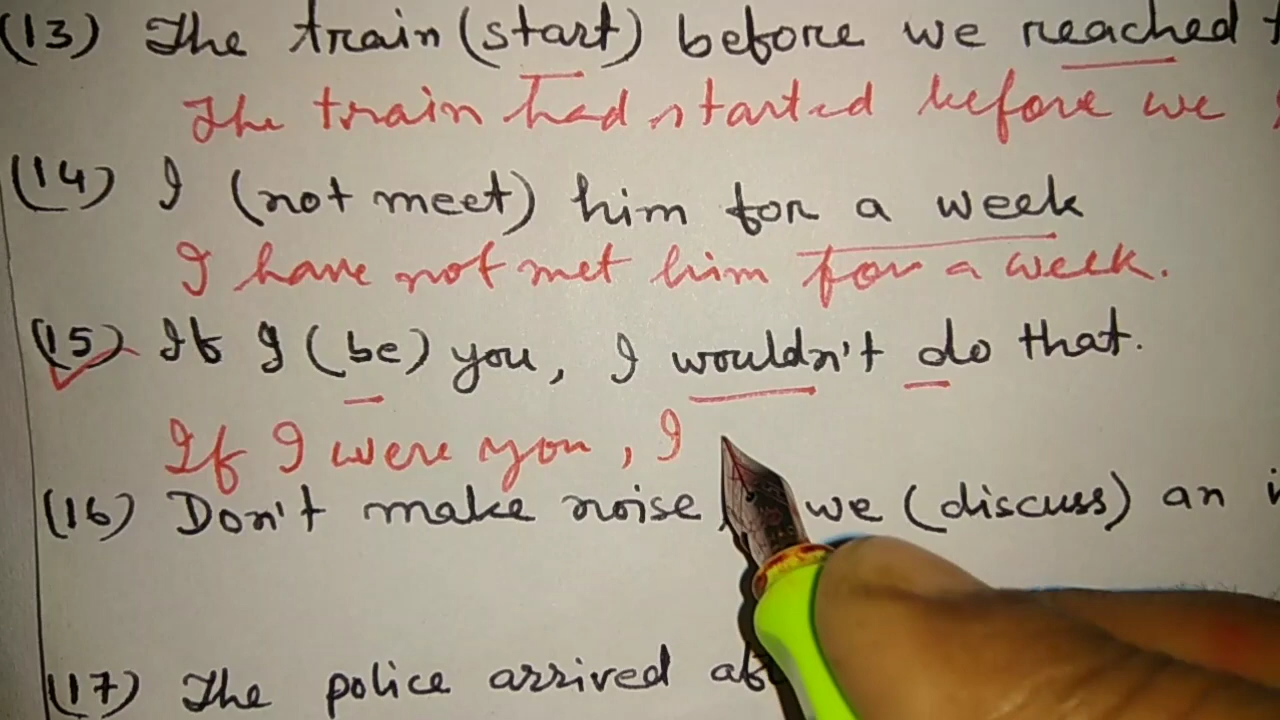 (13) The train (start) before we reached
The train had started before we
(14) I (not meet) him for a week
I have not met him for a week.
(15) If I (be) you, I wouldn't do that.
If I were you, I
(16) Don't make noise, we (discuss) an
(17) The police arrived